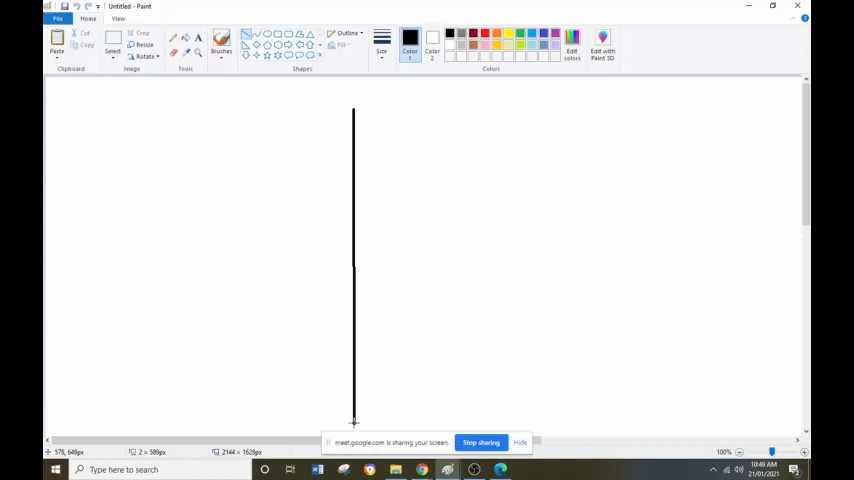 Untitled - Paint
File
Home
View
Paste
Cut
Copy
Clipboard
Select
Crop
Resize
Rotate
Image
A
Tools
Brushes
Outline
Fill
Shapes
Size
Color 1
Color 2
Edit colors
Colors
Edit with Paint 3D
meet.google.com is sharing your screen.
Stop sharing
Hide
578, 649px
2 × 589px
2144 × 1628px
100%
Type here to search
10:49 AM
21/01/2021